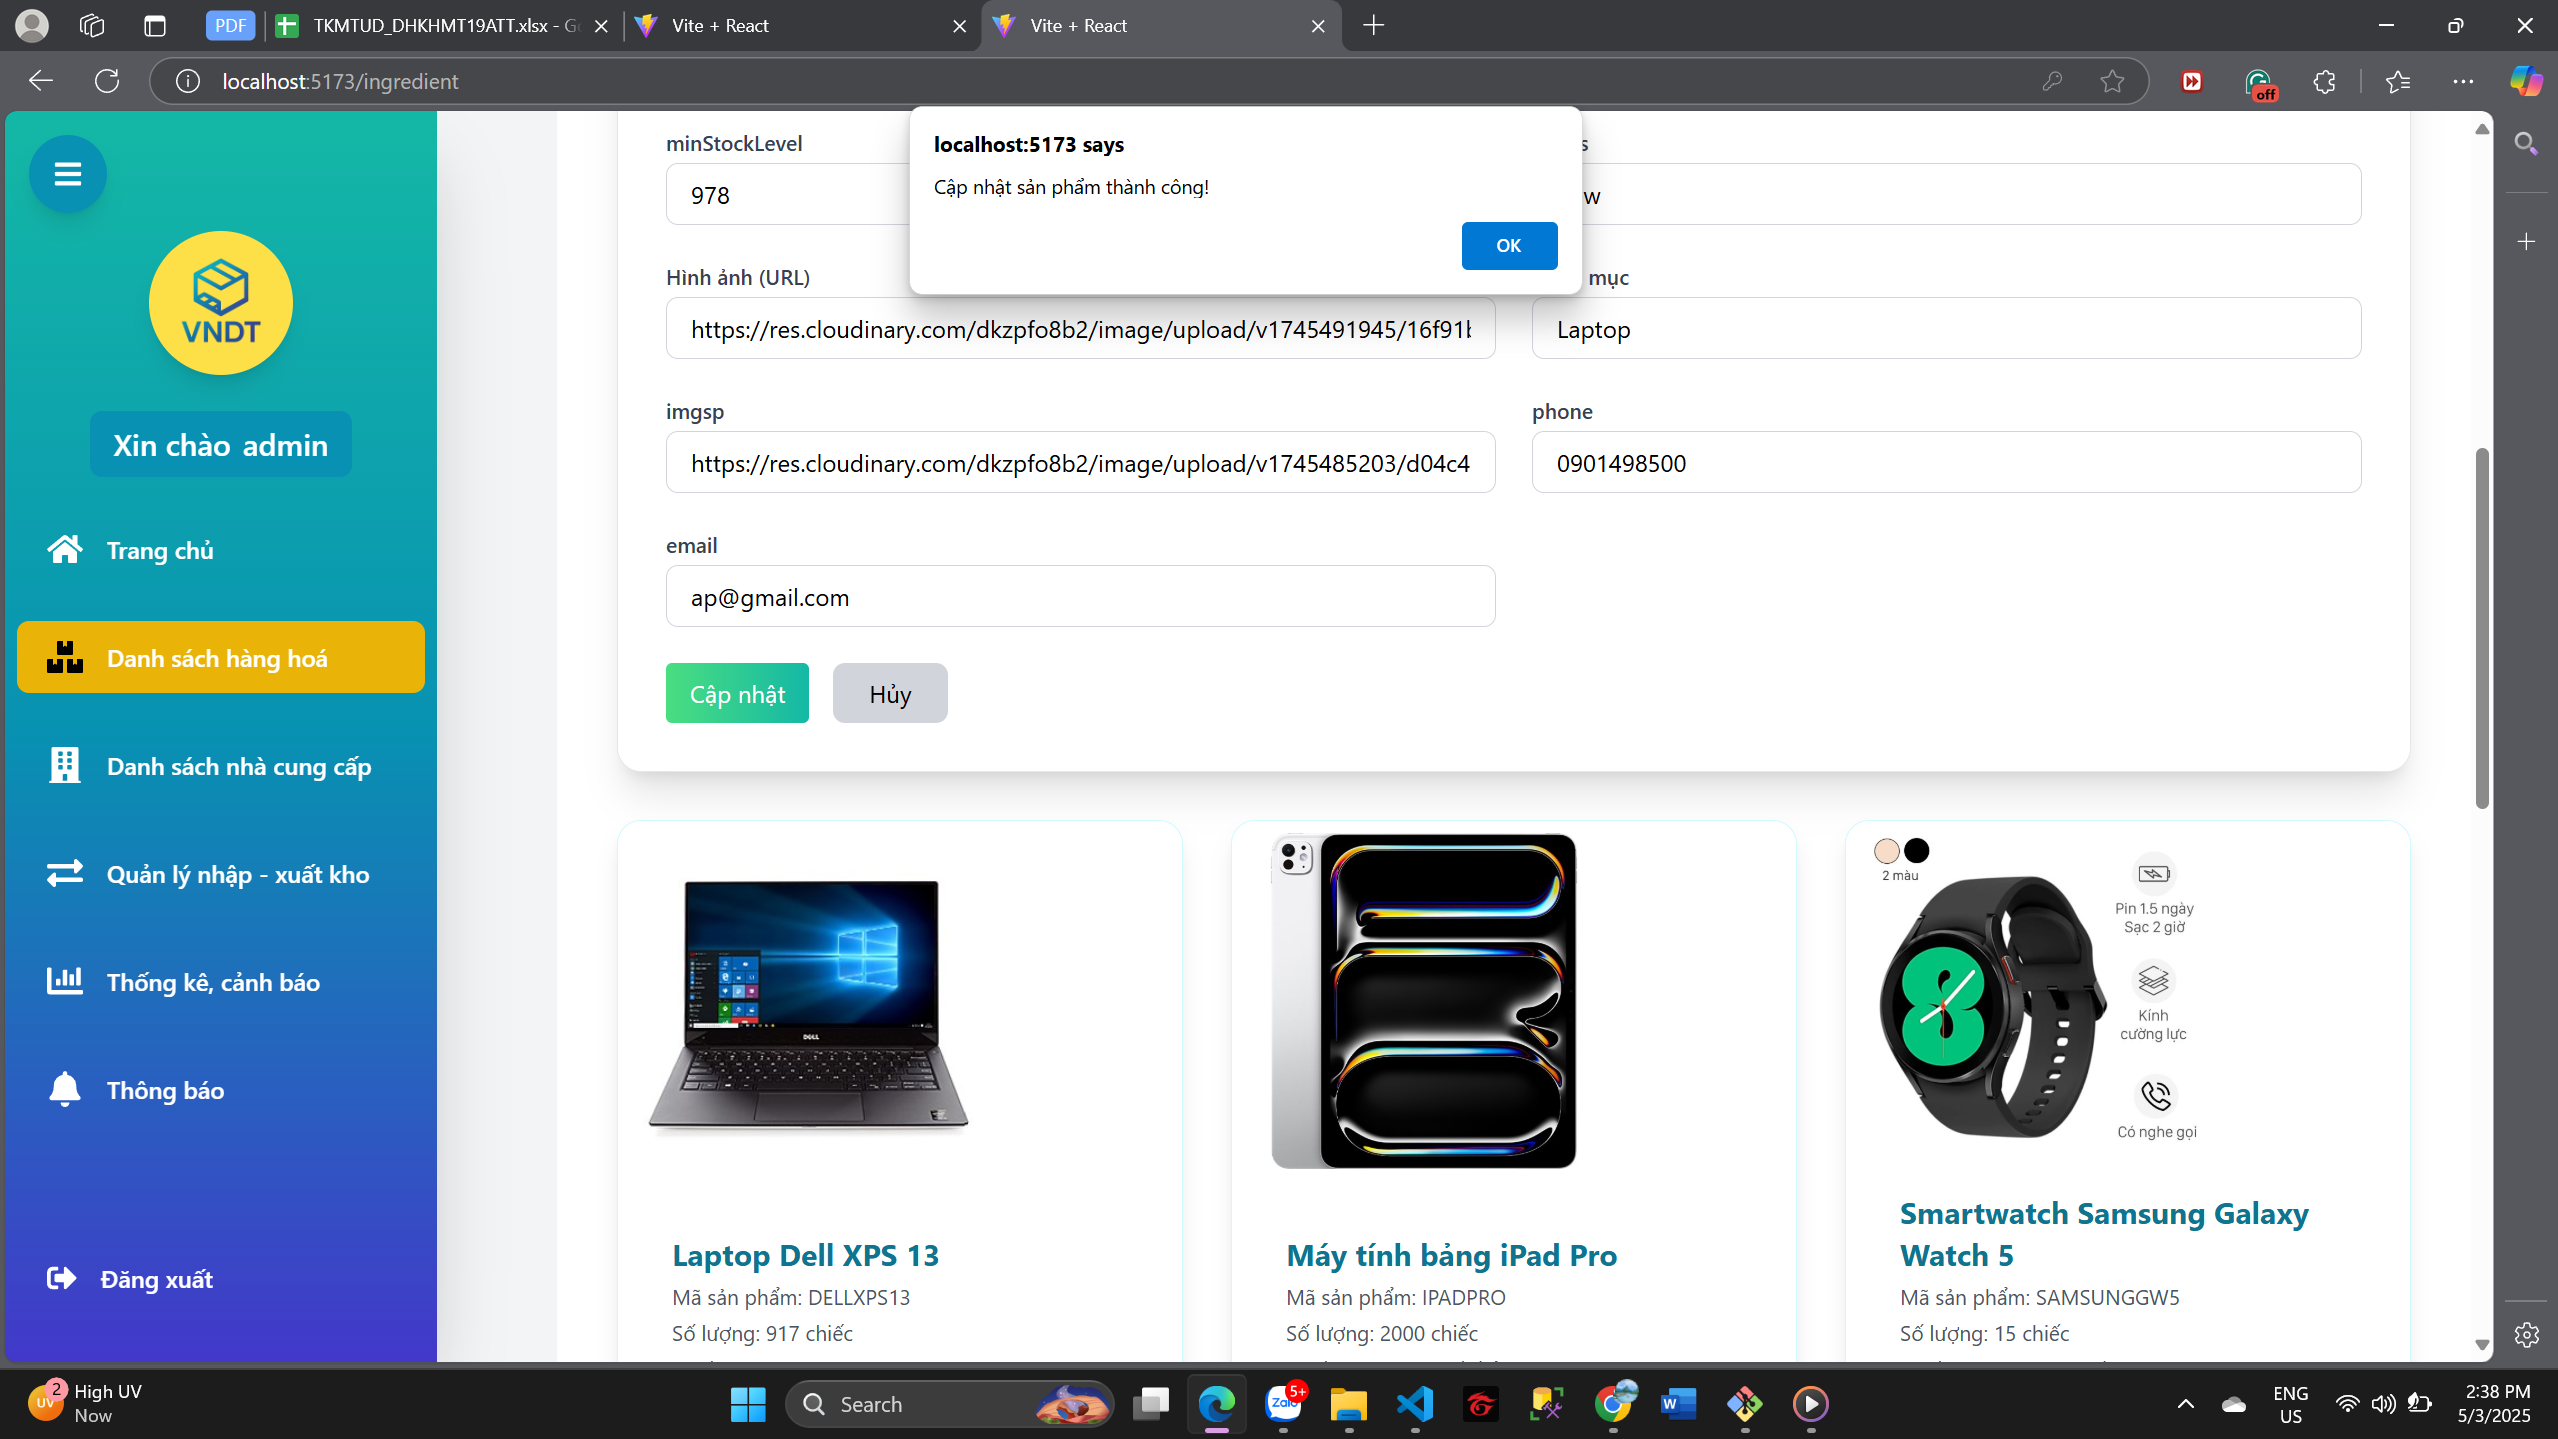 PDF
TKMTUD_DHKHMT19ATT.xlsx - G
Vite + React
Vite + React
localhost:5173/ingredient
off
localhost:5173 says
Cập nhật sản phẩm thành công!
OK
VNDT
Xin chào admin
Trang chủ
Danh sách hàng hoá
Danh sách nhà cung cấp
Quản lý nhập - xuất kho
Thống kê, cảnh báo
Thông báo
Đăng xuất
minStockLevel
s
978
w
Hình ảnh (URL)
mục
https://res.cloudinary.com/dkzpfo8b2/image/upload/v1745491945/16f91b
Laptop
imgsp
phone
https://res.cloudinary.com/dkzpfo8b2/image/upload/v1745485203/d04c4
0901498500
email
ap@gmail.com
Cập nhật
Hủy
DELL
2 màu
Pin 1.5 ngày
Sạc 2 giờ
Kính
cường lực
Có nghe gọi
Laptop Dell XPS 13
Mã sản phẩm: DELLXPS13
Số lượng: 917 chiếc
Máy tính bảng iPad Pro
Mã sản phẩm: IPADPRO
Số lượng: 2000 chiếc
Smartwatch Samsung Galaxy
Watch 5
Mã sản phẩm: SAMSUNGGW5
Số lượng: 15 chiếc
UV
2
High UV
Now
Search
Zalo
5+
W
ENG
US
2:38 PM
5/3/2025